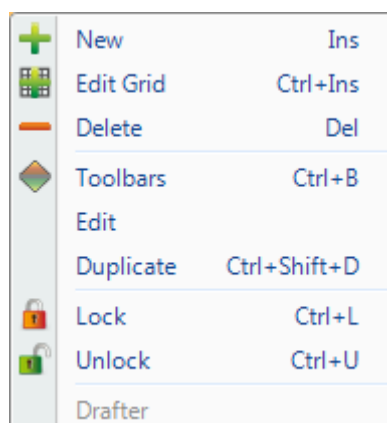 New Ins
Edit Grid Ctrl+Ins
Delete Del
Toolbars Ctrl+B
Edit
Duplicate Ctrl+Shift+D
Lock Ctrl+L
Unlock Ctrl+U
Drafter